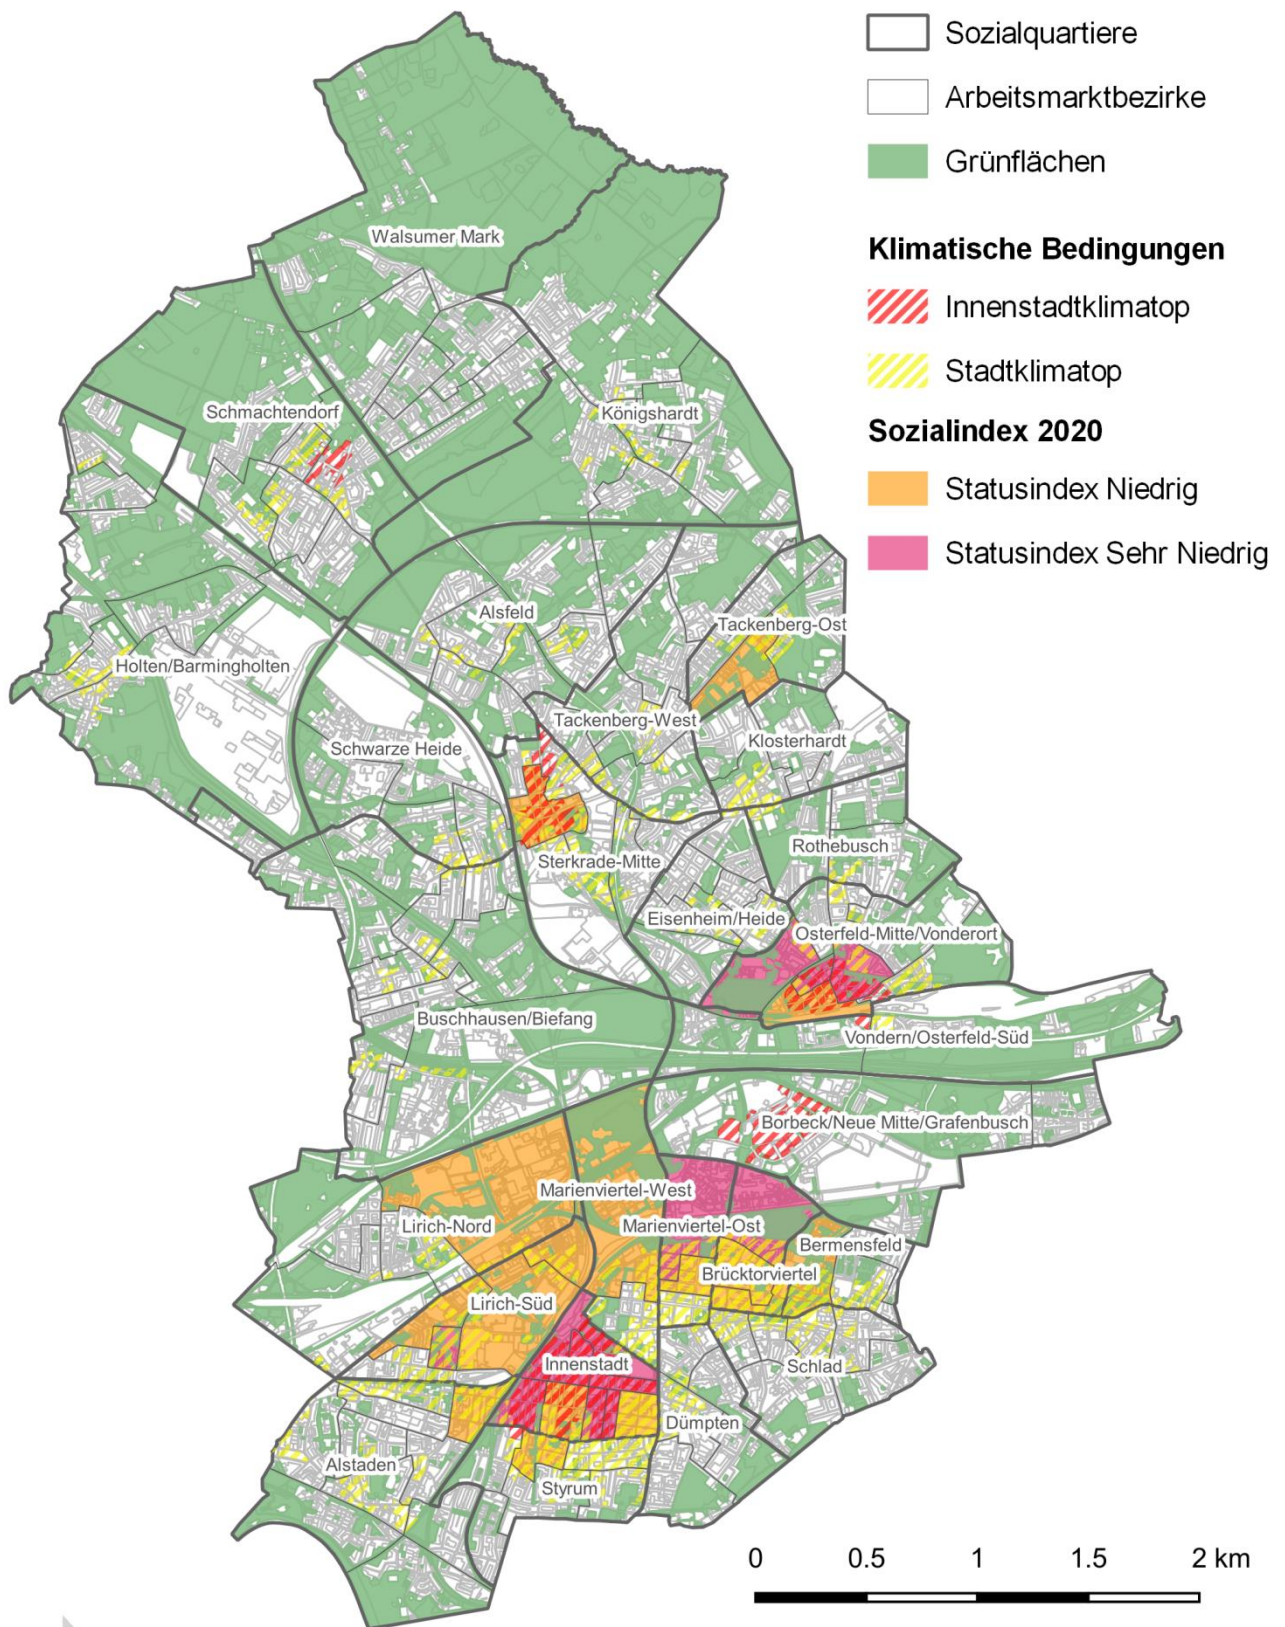 Sozialquartiere
Arbeitsmarktbezirke
Grünflächen
Klimatische Bedingungen
Innenstadtklimatop
Stadtklimatop
Sozialindex 2020
Statusindex Niedrig
Statusindex Sehr Niedrig
Walsumer Mark
Schmachtendorf
Königshardt
Alsfeld
Tackenberg-Ost
Holten/Barmingholten
Tackenberg-West
Klosterhardt
Schwarze Heide
Rothebusch
Sterkrade-Mitte
Eisenheim/Heide
Osterfeld-Mitte/Vonderort
Buschhausen/Biefang
Vondern/Osterfeld-Süd
Borbeck/Neue Mitte/Grafenbusch
Marienviertel-West
Lirich-Nord
Marienviertel-Ost
Bermensfeld
Brücktorviertel
Lirich-Süd
Innenstadt
Schlad
Dümpten
Alstaden
Styrum
0 0.5 1 1.5 2 km